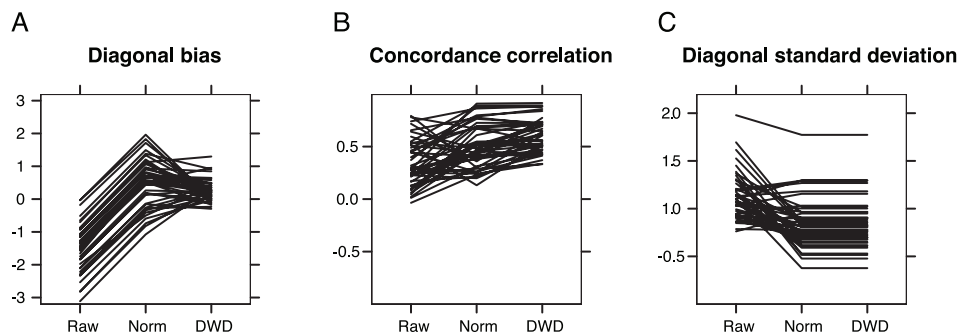 A
B
C
Diagonal bias
Concordance correlation
Diagonal standard deviation
3
2
1
0
-1
-2
-3
Raw
Norm
DWD
0.5
0.0
-0.5
Raw
Norm
DWD
2.0
1.5
1.0
-0.5
Raw
Norm
DWD